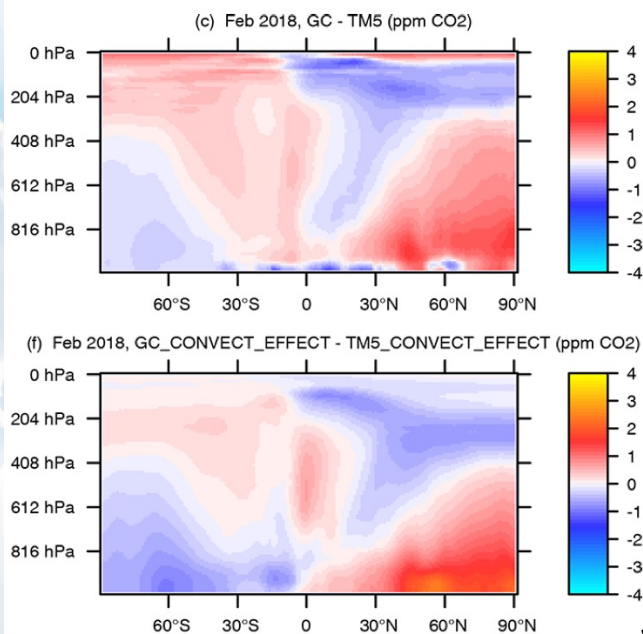 (c) Feb 2018, GC - TM5 (ppm CO2)
0 hPa
204 hPa
408 hPa
612 hPa
816 hPa
60°S 30°S 0 30°N 60°N 90°N
4
3
2
1
0
-1
-2
-3
-4
(f) Feb 2018, GC_CONVECT_EFFECT - TM5_CONVECT_EFFECT (ppm CO2)
0 hPa
204 hPa
408 hPa
612 hPa
816 hPa
60°S 30°S 0 30°N 60°N 90°N
4
3
2
1
0
-1
-2
-3
-4